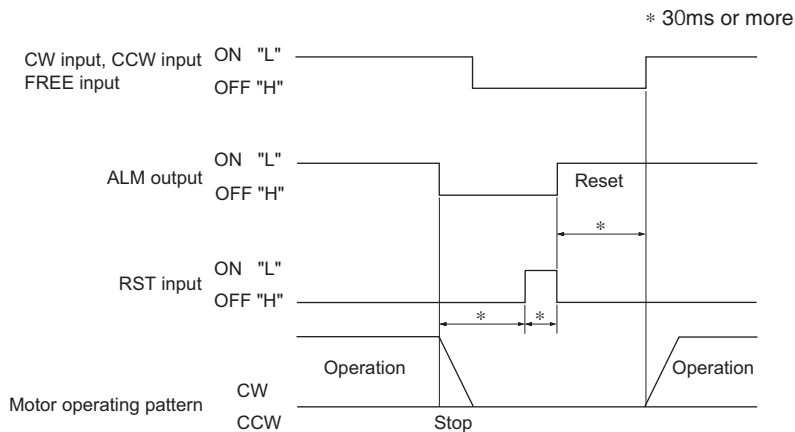 * 30ms or more
CW input, CCW input ON "L"
FREE input OFF "H"
ON "L"
ALM output
OFF "H"
Reset
*
ON "L"
RST input
OFF "H"
* *
Operation Operation
CW
Motor operating pattern
CCW Stop